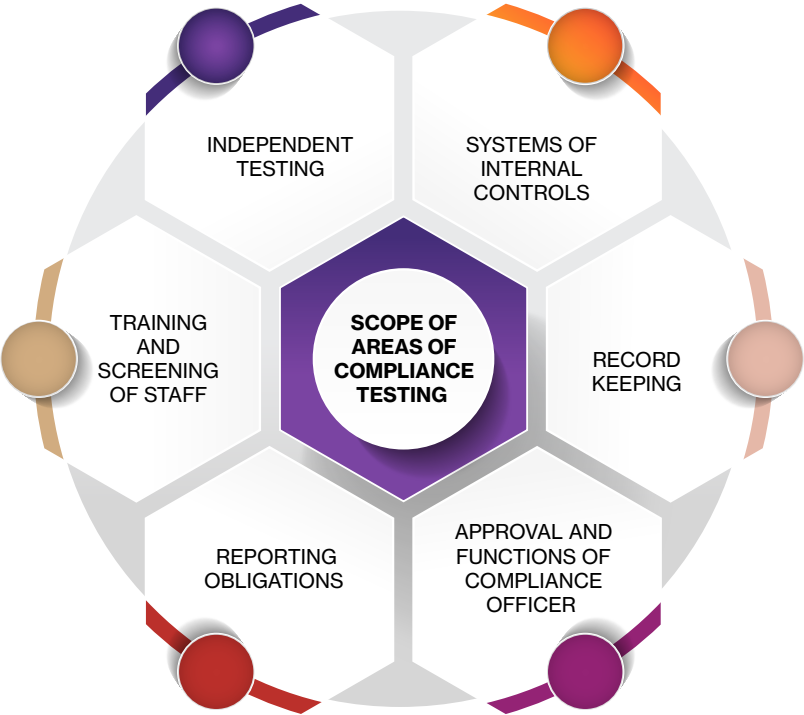 INDEPENDENT
TESTING
SYSTEMS OF
INTERNAL
CONTROLS
TRAINING
AND
SCREENING
OF STAFF
SCOPE OF
AREAS OF
COMPLIANCE
TESTING
RECORD
KEEPING
REPORTING
OBLIGATIONS
APPROVAL AND
FUNCTIONS OF
COMPLIANCE
OFFICER